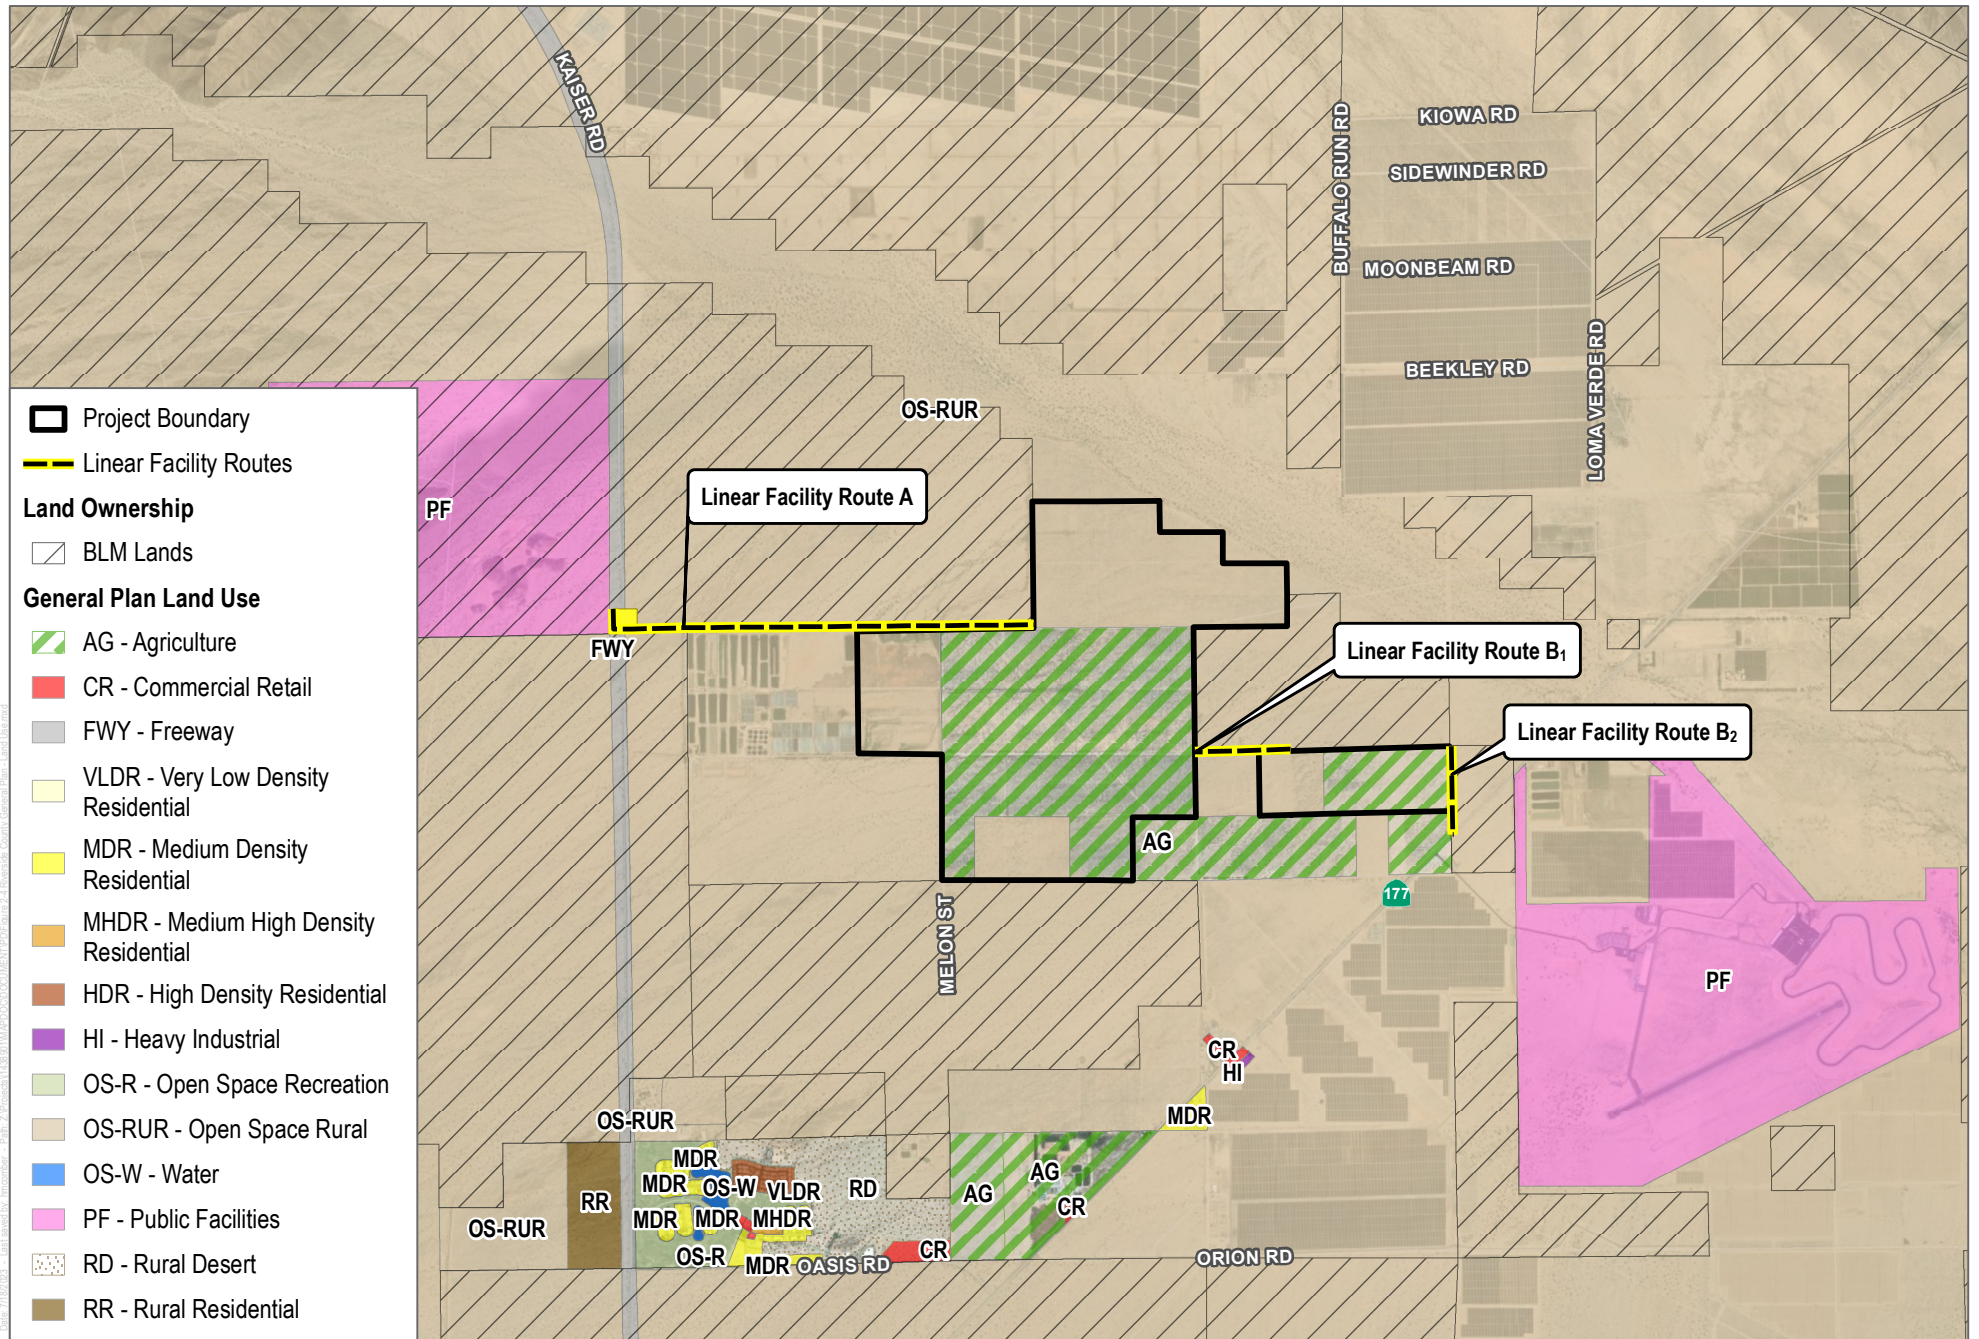 KAISER RD
BUFFALO RUN RD
KIOWA RD
SIDEWINDER RD
MOONBEAM RD
BEEKLEY RD
LOMA VERDE RD
OS-RUR
Project Boundary
Linear Facility Routes
Land Ownership
BLM Lands
General Plan Land Use
AG - Agriculture
CR - Commercial Retail
FWY - Freeway
VLDR - Very Low Density
Residential
MDR - Medium Density
Residential
MHDR - Medium High Density
Residential
HDR - High Density Residential
HI - Heavy Industrial
OS-R - Open Space Recreation
OS-RUR - Open Space Rural
OS-W - Water
PF - Public Facilities
RD - Rural Desert
RR - Rural Residential
PF
Linear Facility Route A
FWY
Linear Facility Route B1
Linear Facility Route B2
AG
177
MELON ST
PF
CR
HI
MDR
OS-RUR
MDR
MDR
OS-W
VLDR
RD
RR
MDR
MDR
MHDR
OS-RUR
OS-R
MDR
OASIS RD
CR
AG
AG
CR
ORION RD